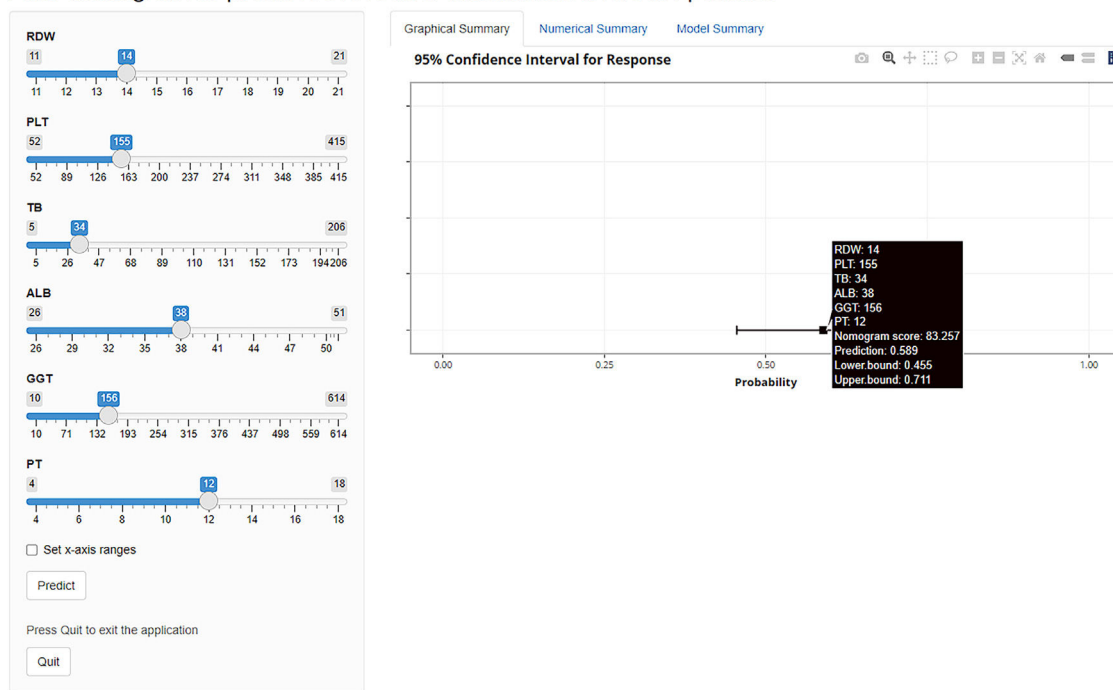 RDW
11 14 21
11 12 13 14 15 16 17 18 19 20 21
PLT
52 155 415
52 89 126 163 200 237 274 311 348 385 415
TB
5 34 206
5 26 47 68 89 110 131 152 173 194206
ALB
26 38 51
26 29 32 35 38 41 44 47 50
GGT
10 156 614
10 71 132 193 254 315 376 437 498 559 614
PT
4 12 18
4 6 8 10 12 14 16 18
Set x-axis ranges
Predict
Press Quit to exit the application
Quit
Graphical Summary Numerical Summary Model Summary
95% Confidence Interval for Response
RDW: 14
PLT: 155
TB: 34
ALB: 38
GGT: 156
PT: 12
Nomogram score: 83.257
Prediction: 0.589
Lower.bound: 0.455
Upper.bound: 0.711
0.00 0.25 0.50 1.00
Probability